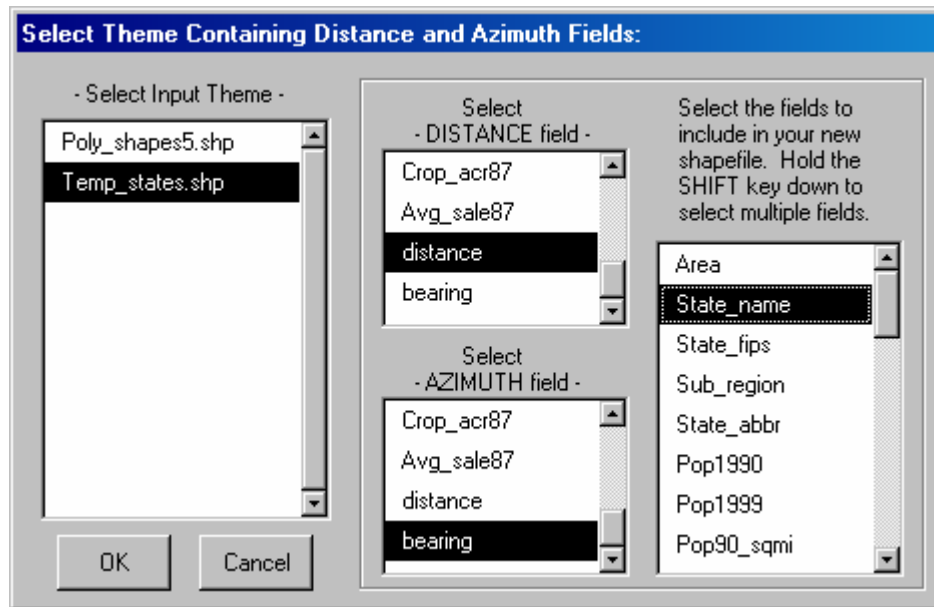 Select Theme Containing Distance and Azimuth Fields:
- Select Input Theme -
Poly_shapes5.shp
Temp_states.shp
OK
Cancel
Select
- DISTANCE field -
Crop_acr87
Avg_sale87
distance
bearing
Select
- AZIMUTH field -
Crop_acr87
Avg_sale87
distance
bearing
Select the fields to
include in your new
shapefile. Hold the
SHIFT key down to
select multiple fields.
Area
State_name
State_fips
Sub_region
State_abbr
Pop1990
Pop1999
Pop90_sqmi